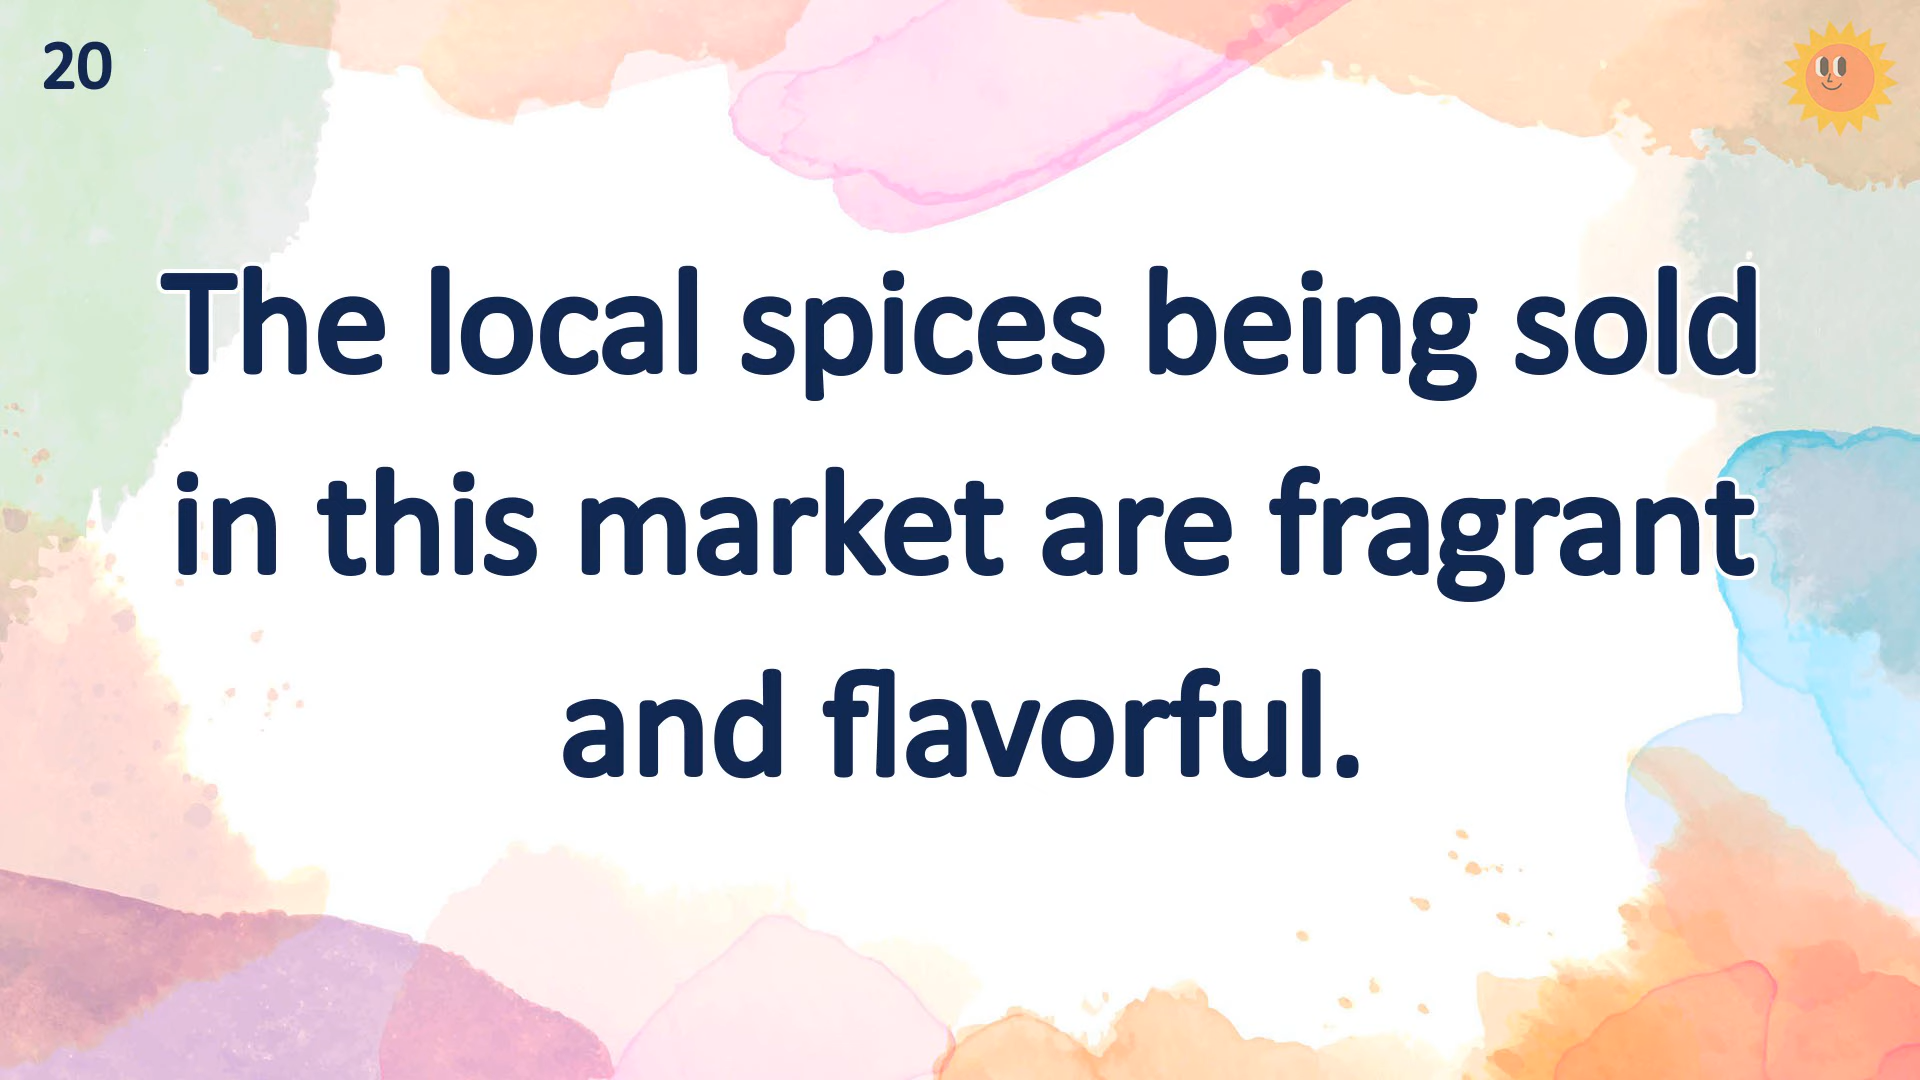 20
The local spices being sold
in this market are fragrant
and flavorful.